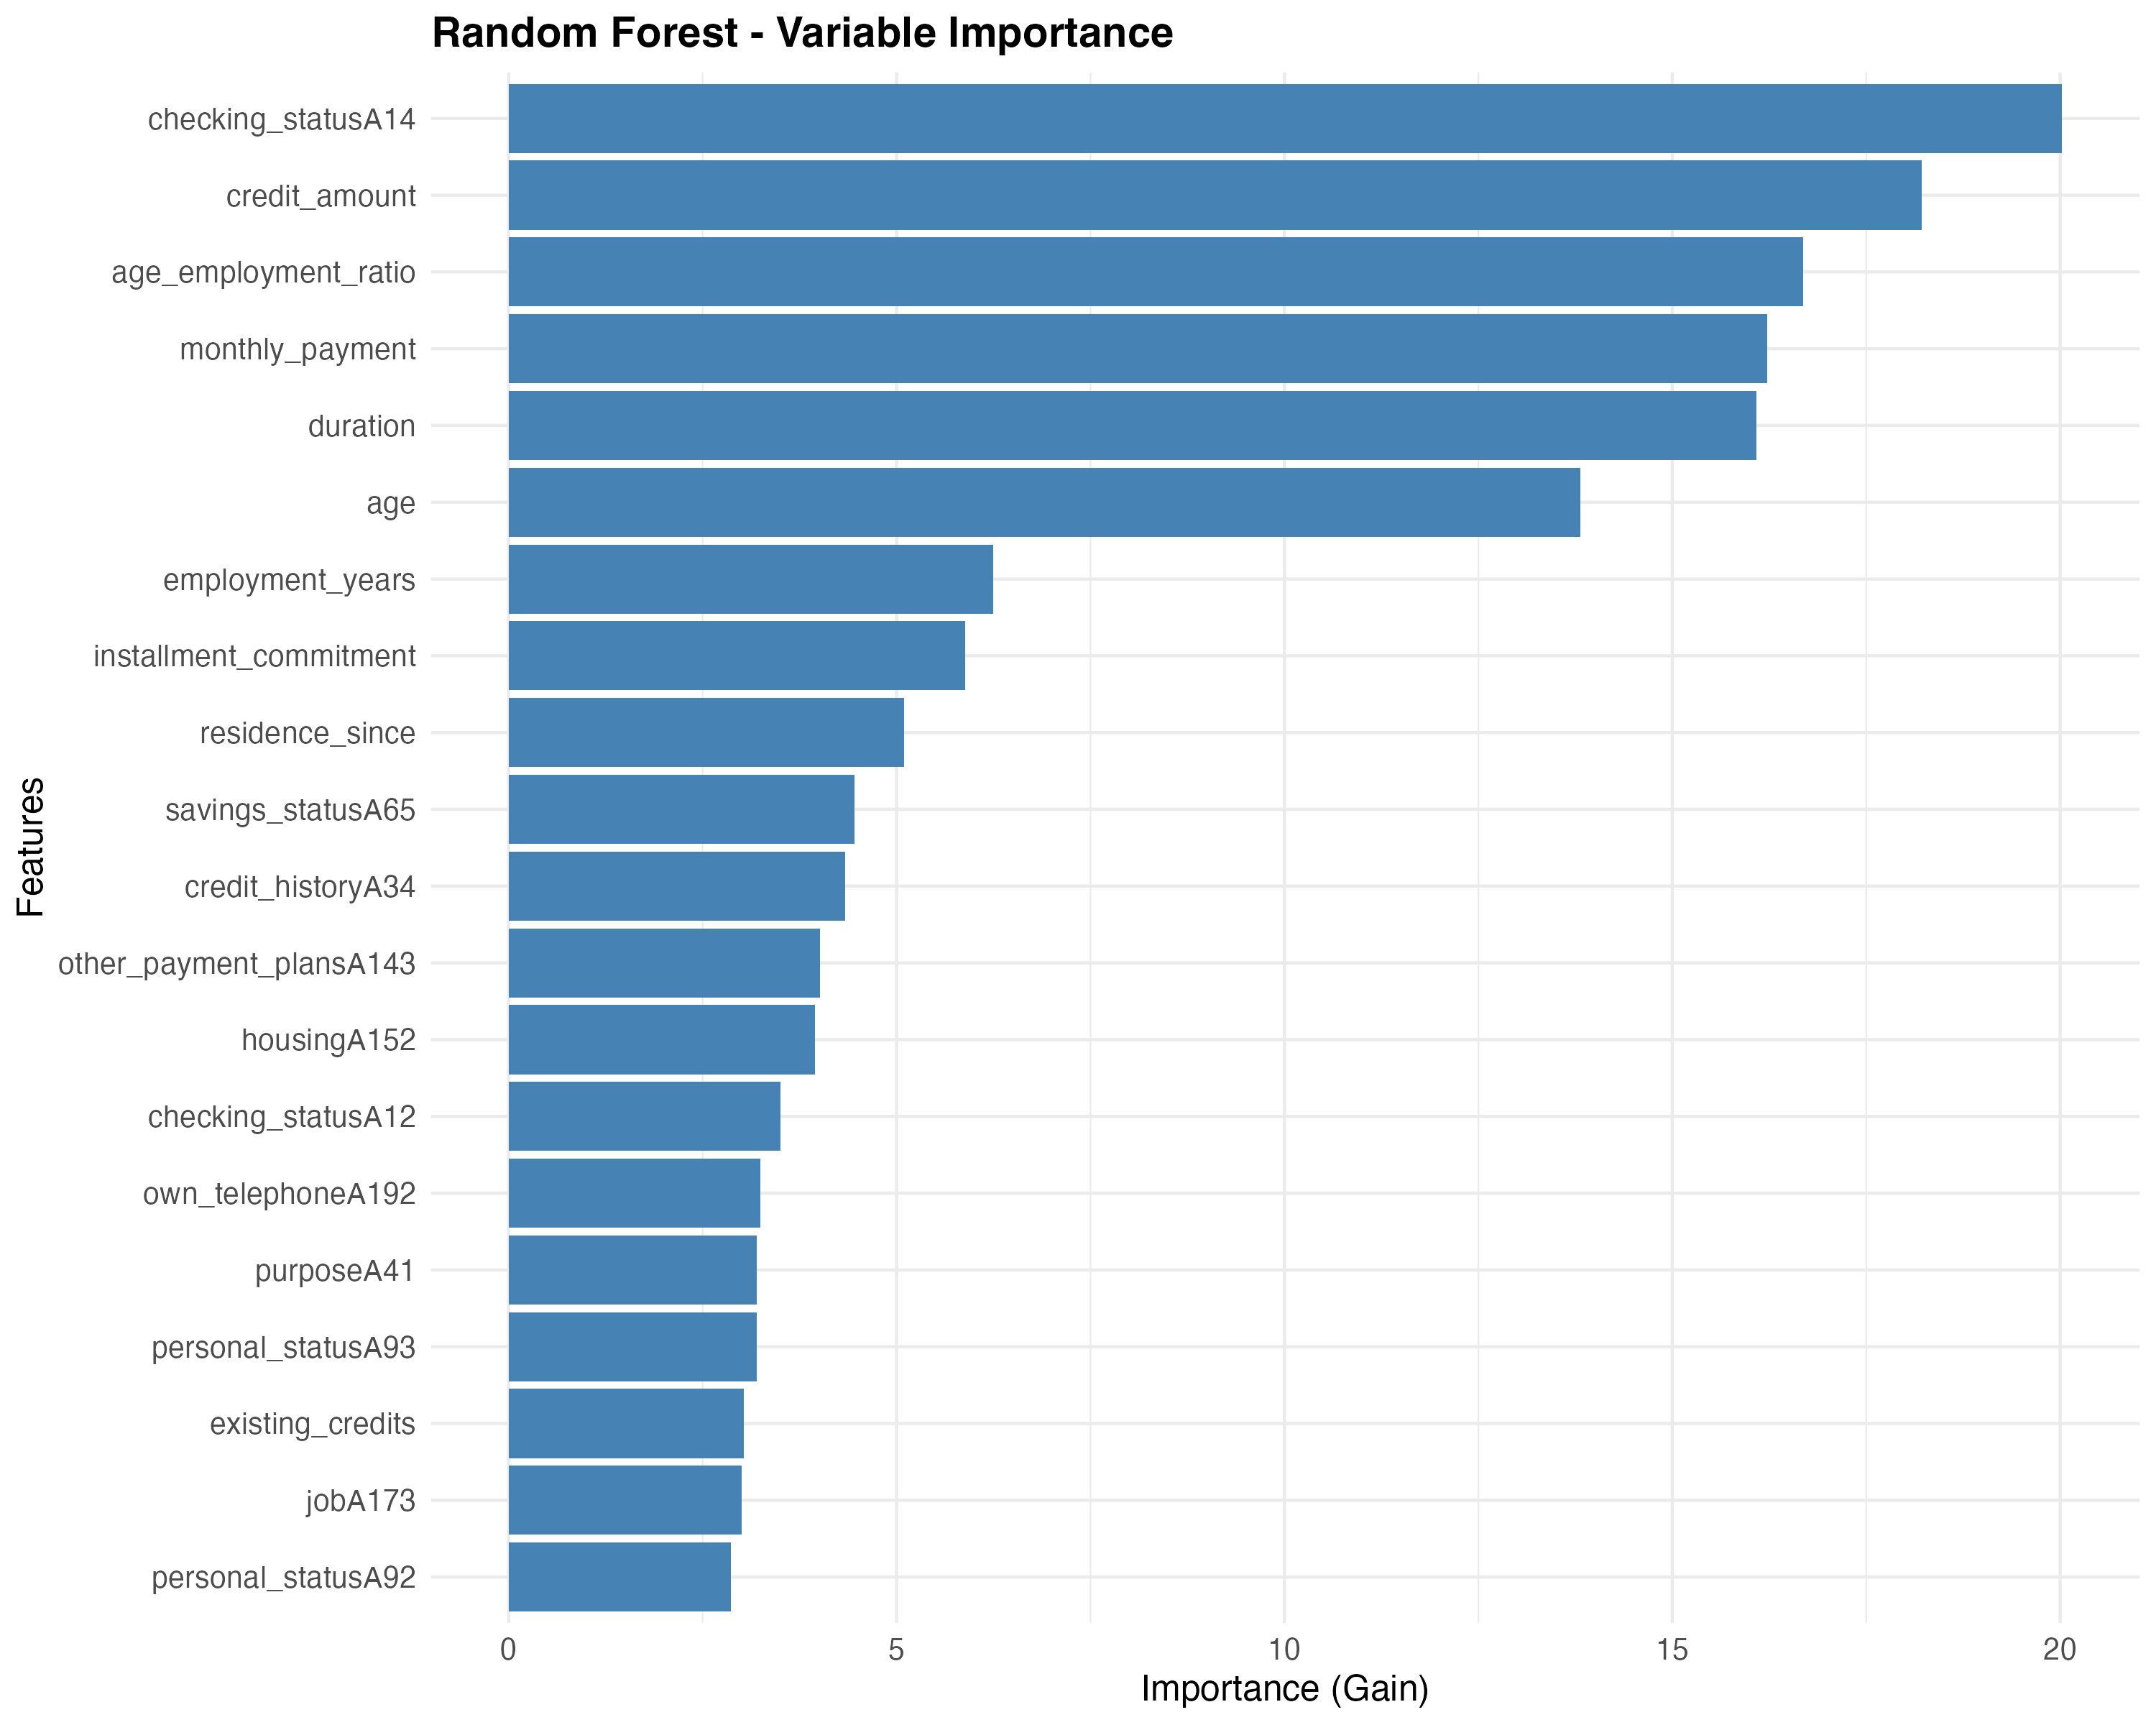 Random Forest - Variable Importance
checking_statusA14
credit_amount
age_employment_ratio
monthly_payment
duration
age
employment_years
installment_commitment
residence_since
savings_statusA65
credit_historyA34
other_payment_plansA143
housingA152
checking_statusA12
own_telephoneA192
purposeA41
personal_statusA93
existing_credits
jobA173
personal_statusA92
Features
0 5 10 15 20
Importance (Gain)